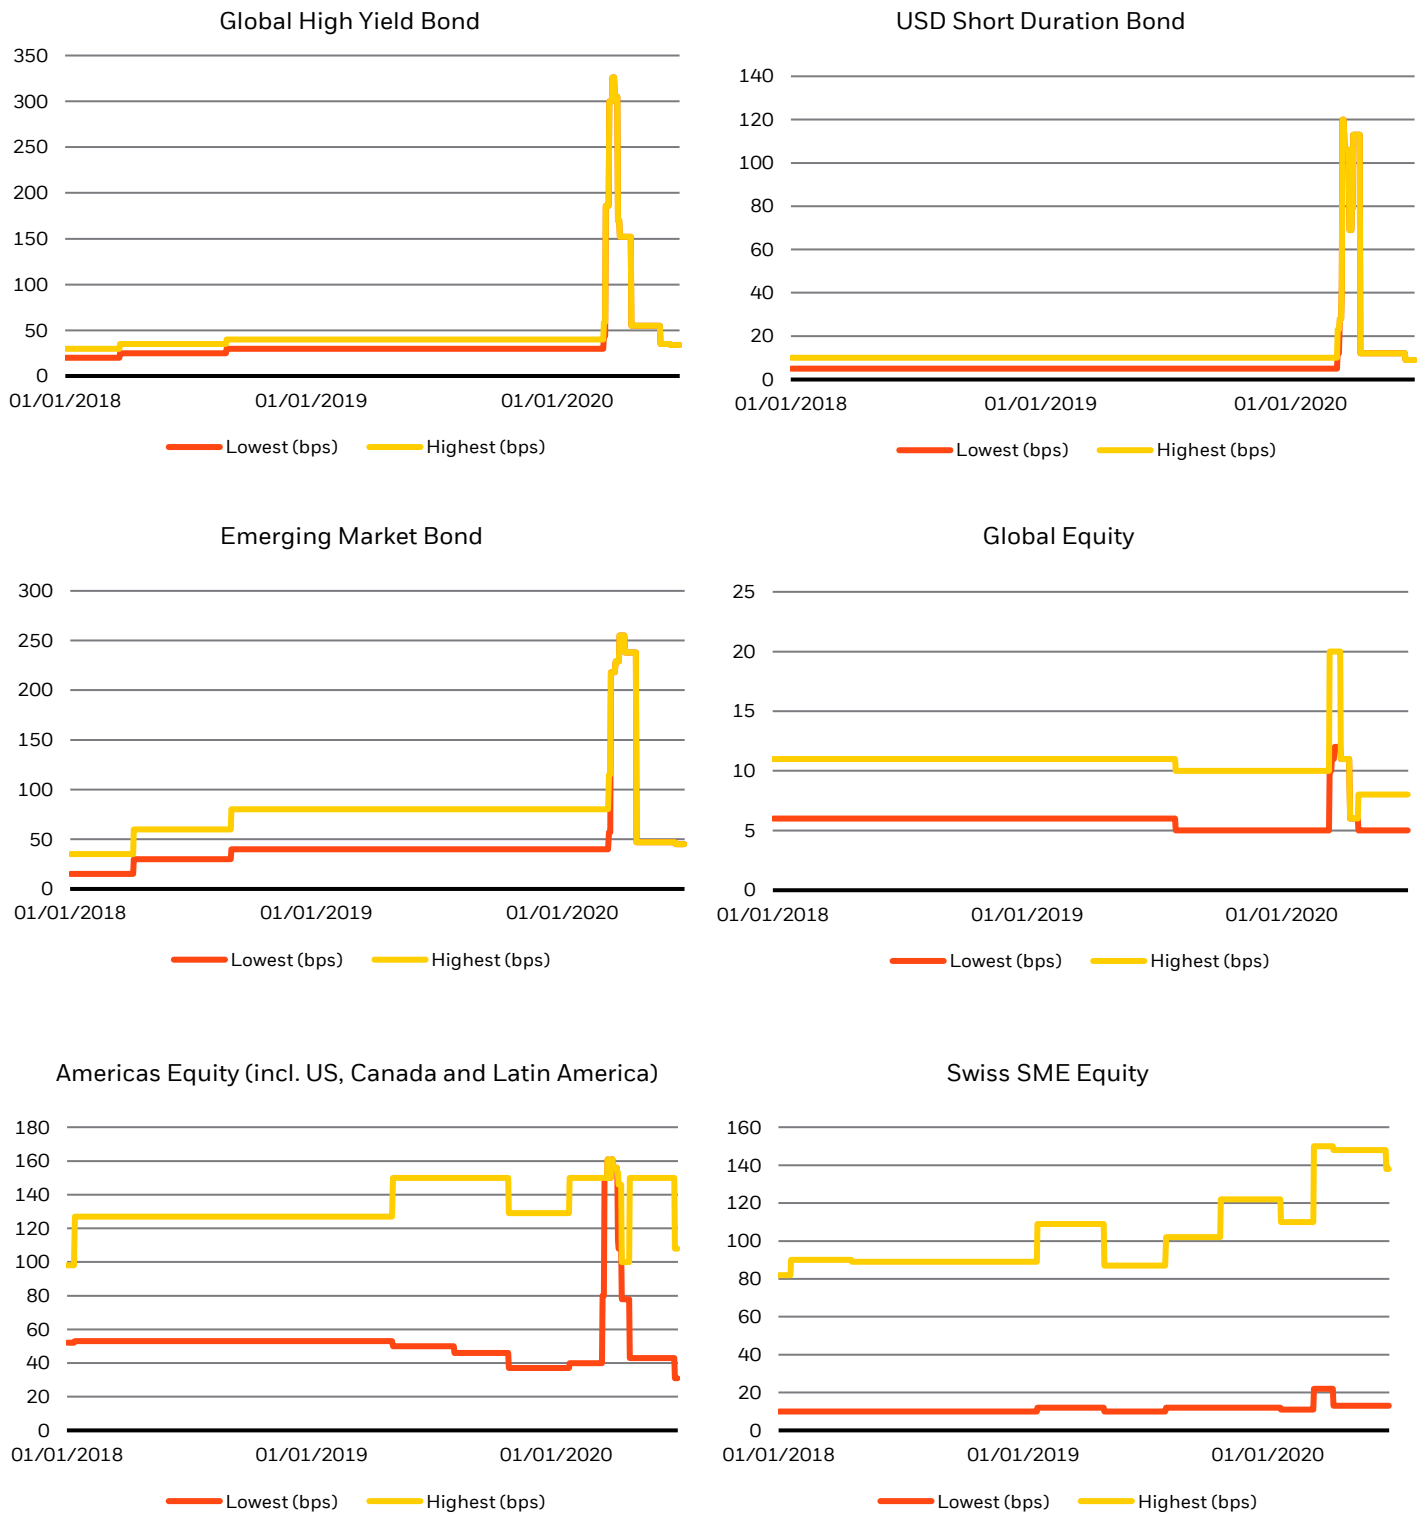 Global High Yield Bond
350
300
250
200
150
100
50
0
01/01/2018 01/01/2019 01/01/2020
Lowest (bps) Highest (bps)
USD Short Duration Bond
140
120
100
80
60
40
20
0
01/01/2018 01/01/2019 01/01/2020
Lowest (bps) Highest (bps)
Emerging Market Bond
300
250
200
150
100
50
0
01/01/2018 01/01/2019 01/01/2020
Lowest (bps) Highest (bps)
Global Equity
25
20
15
10
5
0
01/01/2018 01/01/2019 01/01/2020
Lowest (bps) Highest (bps)
Americas Equity (incl. US, Canada and Latin America)
180
160
140
120
100
80
60
40
20
0
01/01/2018 01/01/2019 01/01/2020
Lowest (bps) Highest (bps)
Swiss SME Equity
160
140
120
100
80
60
40
20
0
01/01/2018 01/01/2019 01/01/2020
Lowest (bps) Highest (bps)